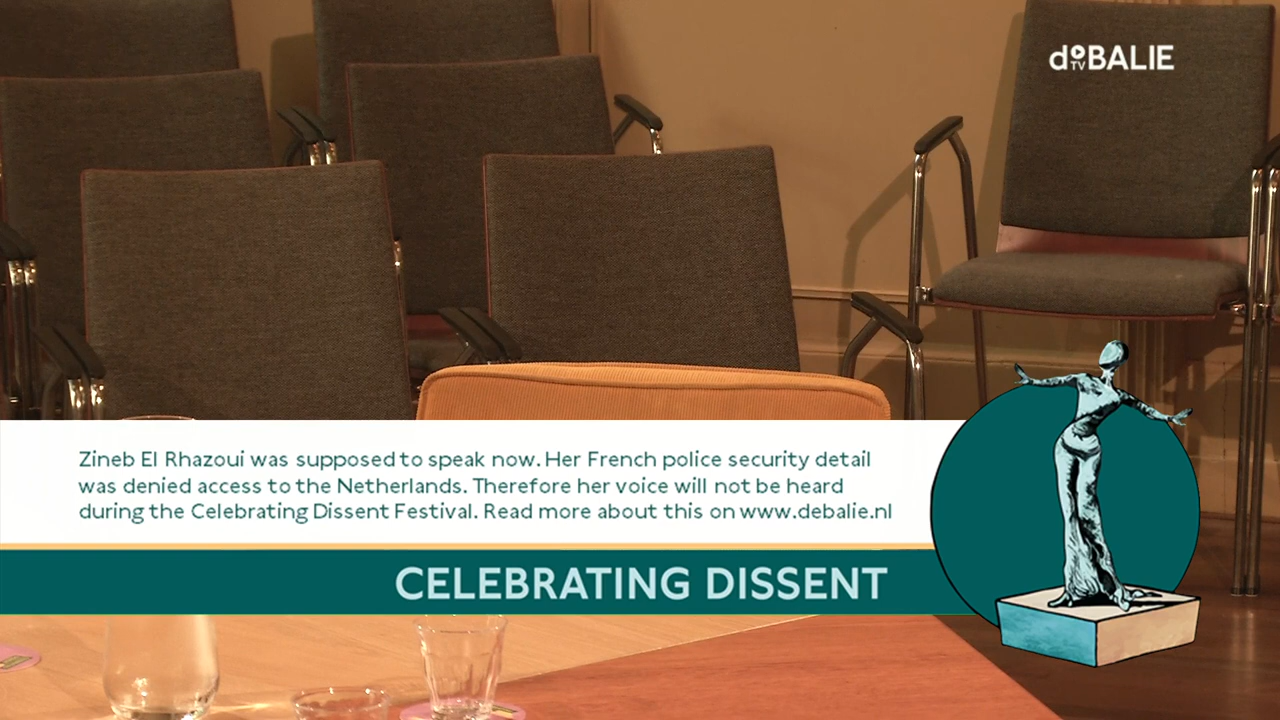 doTVBALIE
Zineb El Rhazoui was supposed to speak now. Her French police security detail
was denied access to the Netherlands. Therefore her voice will not be heard
during the Celebrating Dissent Festival. Read more about this on www.debalie.nl
CELEBRATING DISSENT